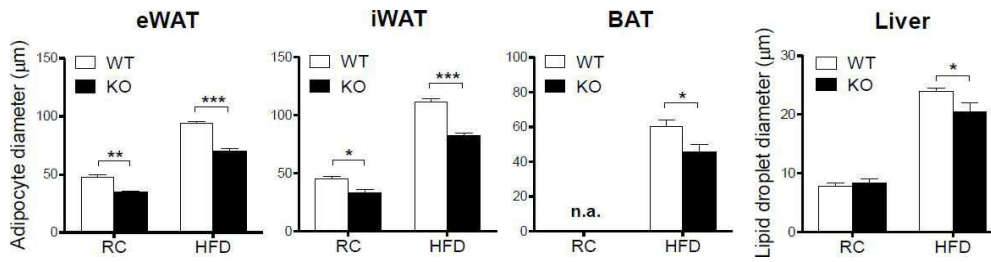 eWAT
Adipocyte diameter (μm)
150
100
50
0
WT
KO
**
***
RC
HFD
iWAT
150
100
50
0
WT
KO
*
***
RC
HFD
BAT
100
80
60
40
20
0
WT
KO
n.a.
*
RC
HFD
Liver
Lipid droplet diameter (μm)
30
20
10
0
WT
KO
*
RC
HFD